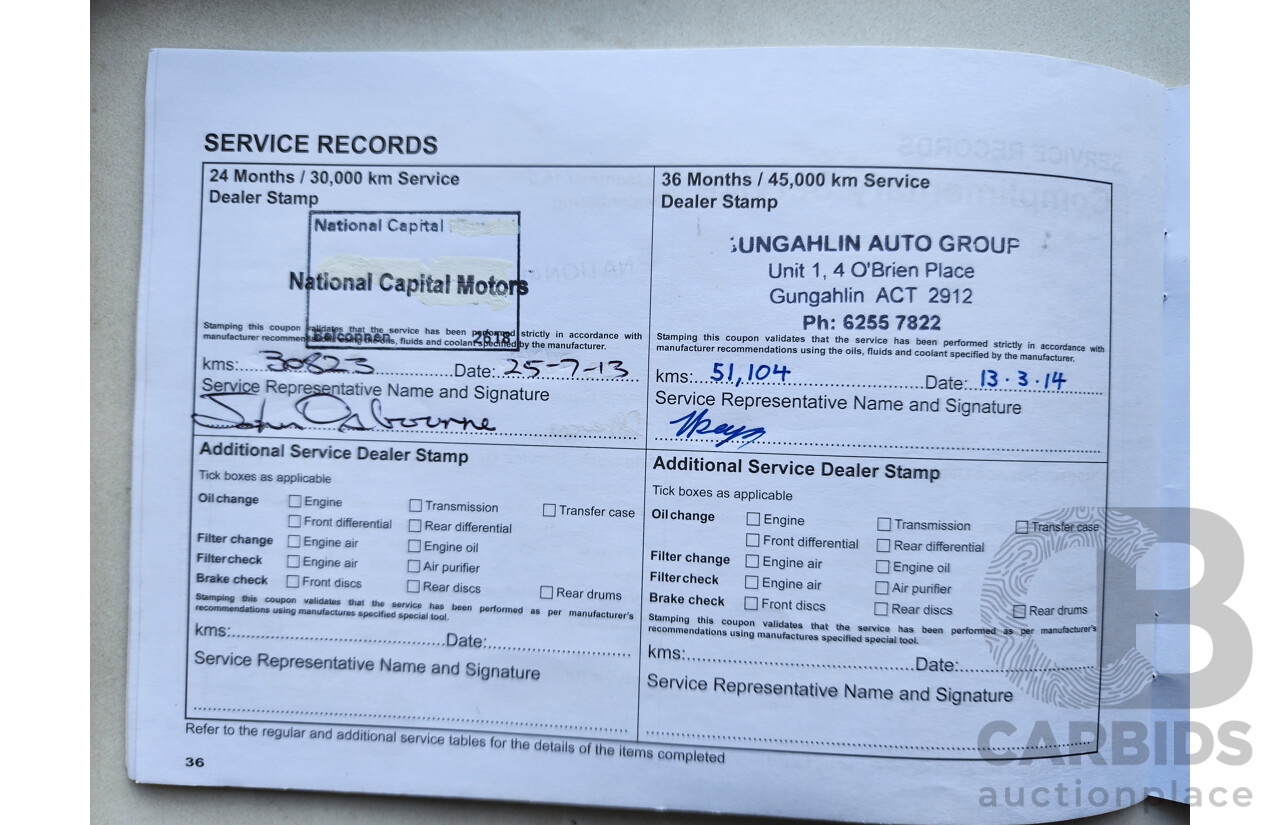 SERVICE RECORDS
24 Months / 30,000 km Service
Dealer Stamp
National Capital
National Capital Motors
Belconnen 2618
Stamping this coupon validates that the service has been performed strictly in accordance with
manufacturer recommendations using the oils, fluids and coolant specified by the manufacturer.
kms: 30823 Date: 25-7-13
Service Representative Name and Signature
John Osbourne
Additional Service Dealer Stamp
Tick boxes as applicable
Oil change Engine Transmission Transfer case
Front differential Rear differential
Filter change Engine air Engine oil
Filter check Engine air Air purifier
Brake check Front discs Rear discs Rear drums
Stamping this coupon validates that the service has been performed as per manufacturer's
recommendations using manufactures specified special tool.
kms: Date:
Service Representative Name and Signature
36 Months / 45,000 km Service
Dealer Stamp
GUNGAHLIN AUTO GROUP
Unit 1, 4 O'Brien Place
Gungahlin ACT 2912
Ph: 6255 7822
Stamping this coupon validates that the service has been performed strictly in accordance with
manufacturer recommendations using the oils, fluids and coolant specified by the manufacturer.
kms: 51,104 Date: 13.3.14
Service Representative Name and Signature
Additional Service Dealer Stamp
Tick boxes as applicable
Oil change Engine Transmission Transfer case
Front differential Rear differential
Filter change Engine air Engine oil
Filter check Engine air Air purifier
Brake check Front discs Rear discs Rear drums
Stamping this coupon validates that the service has been performed as per manufacturer's
recommendations using manufactures specified special tool.
kms: Date:
Service Representative Name and Signature
Refer to the regular and additional service tables for the details of the items completed
36
CB
CARBIDS
auctionplace